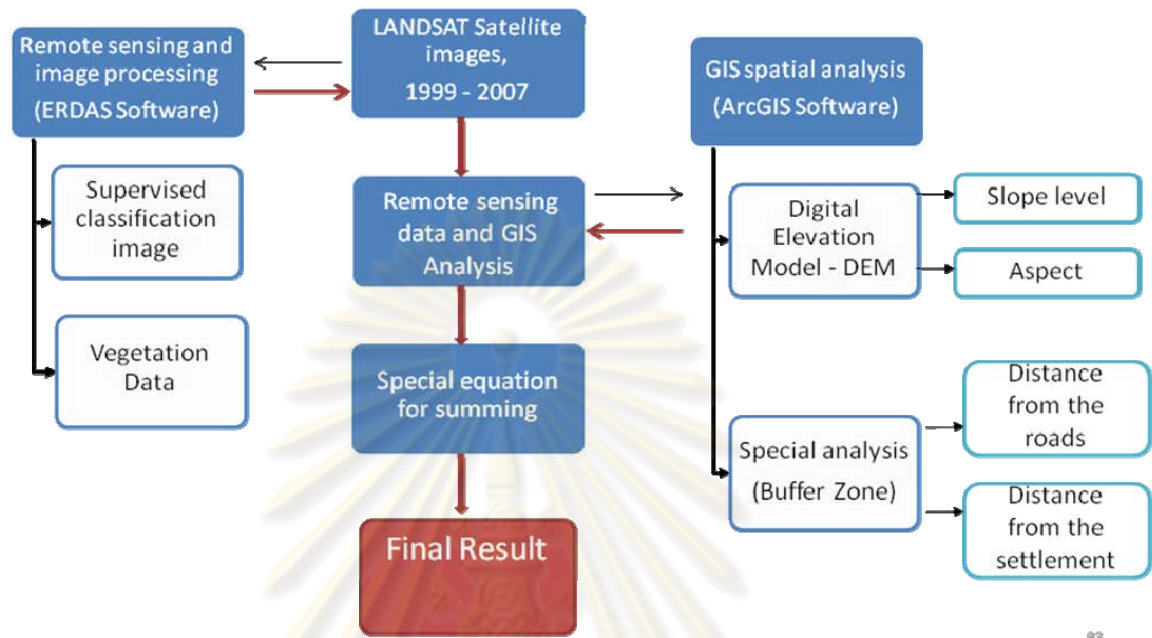 Remote sensing and
image processing
(ERDAS Software)
Supervised
classification
image
Vegetation
Data
LANDSAT Satellite
images,
1999 - 2007
Remote sensing
data and GIS
Analysis
Special equation
for summing
Final Result
GIS spatial analysis
(ArcGIS Software)
Digital
Elevation
Model - DEM
Slope level
Aspect
Special analysis
(Buffer Zone)
Distance
from the
roads
Distance
from the
settlement
93